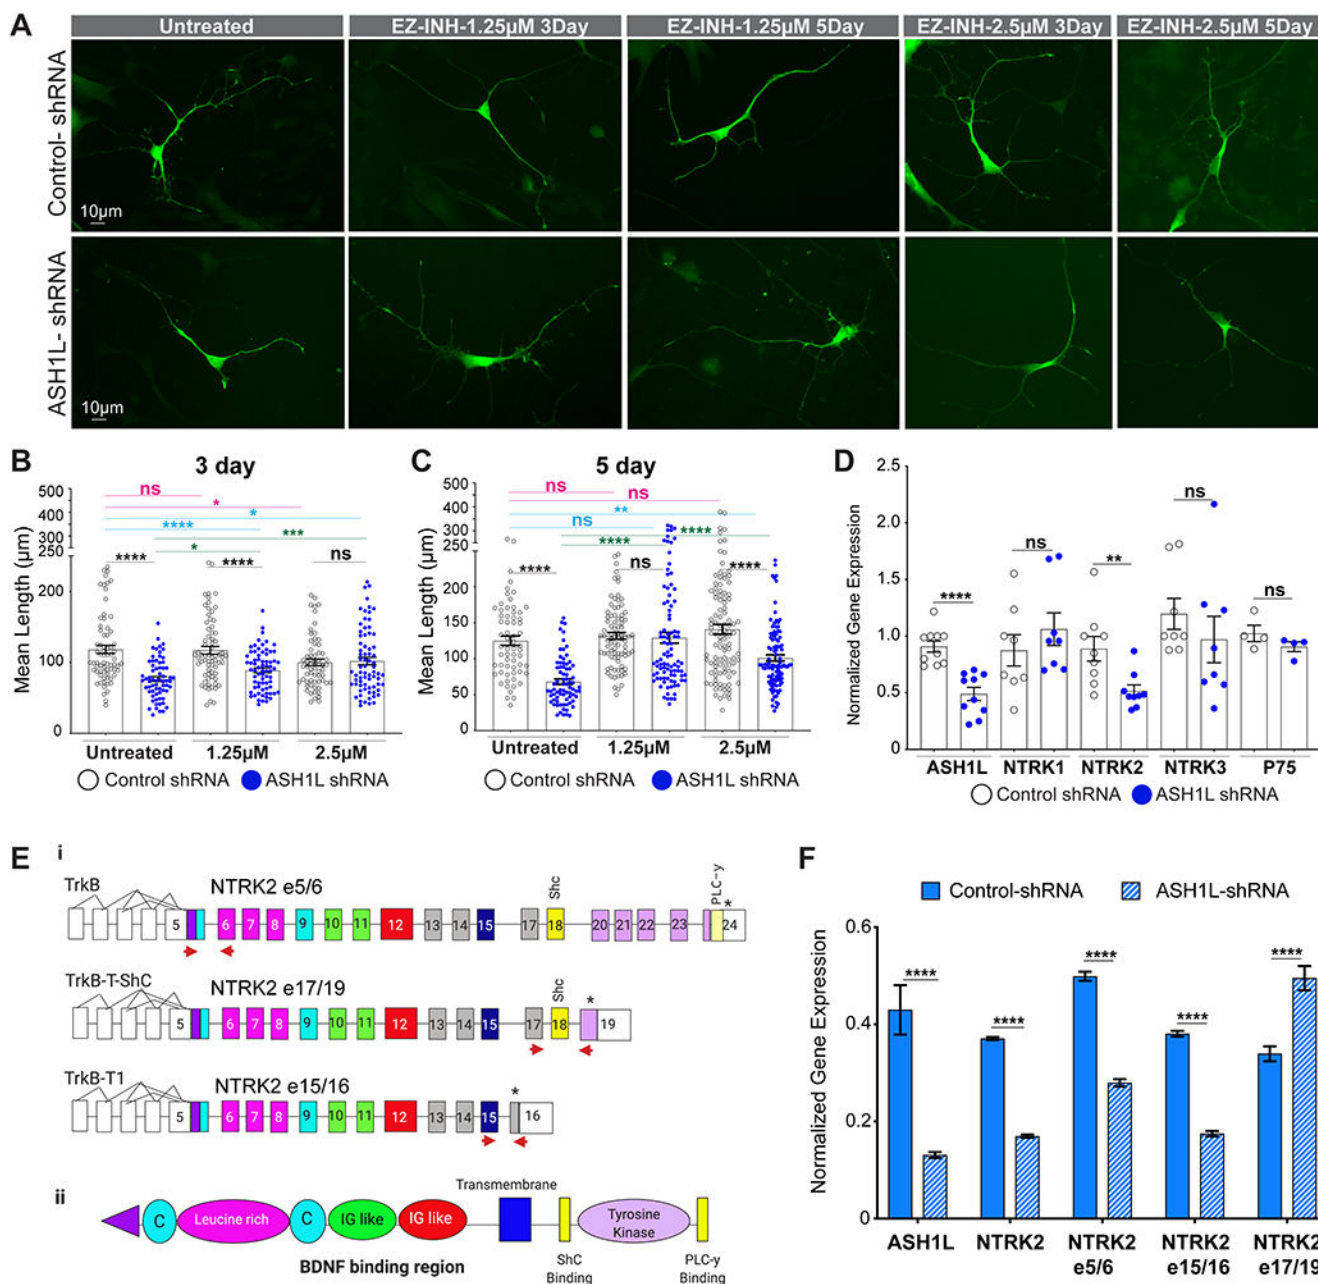 A
Untreated
EZ-INH-1.25µM 3Day
EZ-INH-1.25µM 5Day
EZ-INH-2.5µM 3Day
EZ-INH-2.5µM 5Day
Control- shRNA
10µm
ASH1L- shRNA
10µm
B
3 day
Mean Length (µm)
500
450
400
350
300
250
250
200
100
0
ns
*
*
****
***
*
****
****
ns
Untreated
1.25µM
2.5µM
Control shRNA
ASH1L shRNA
C
5 day
Mean Length (µm)
500
400
300
250
200
150
100
50
0
ns
ns
**
ns
****
****
****
ns
****
Untreated
1.25µM
2.5µM
Control shRNA
ASH1L shRNA
D
Normalized Gene Expression
2.5
2.0
1.5
1.0
0.5
0
****
ns
**
ns
ns
ASH1L
NTRK1
NTRK2
NTRK3
P75
Control shRNA
ASH1L shRNA
E
i
TrkB
NTRK2 e5/6
Shc
PLC-y
*
5 6 7 8 9 10 11 12 13 14 15 17 18 20 21 22 23 24
TrkB-T-ShC
NTRK2 e17/19
Shc
*
5 6 7 8 9 10 11 12 13 14 15 17 18 19
TrkB-T1
NTRK2 e15/16
*
5 6 7 8 9 10 11 12 13 14 15 16
ii
Transmembrane
C
Leucine rich
C
IG like
IG like
Tyrosine
Kinase
BDNF binding region
ShC
Binding
PLC-y
Binding
F
Control-shRNA
ASH1L-shRNA
Normalized Gene Expression
0.6
0.4
0.2
0
****
****
****
****
****
ASH1L
NTRK2
NTRK2
e5/6
NTRK2
e15/16
NTRK2
e17/19